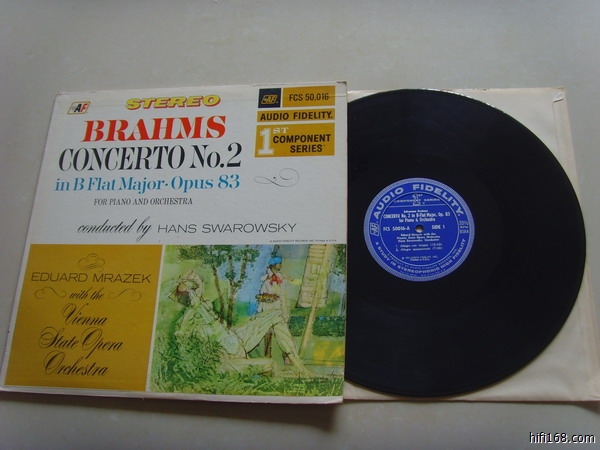 AF
STEREO
AF
FCS 50,016
AUDIO FIDELITY
1ST COMPONENT SERIES
BRAHMS
CONCERTO No. 2
in B Flat Major · Opus 83
FOR PIANO AND ORCHESTRA
conducted by HANS SWAROWSKY
EDUARD MRAZEK
with the
Vienna
State Opera
Orchestra
AUDIO FIDELITY
CONCERTO No. 2 in B-Flat Major, Op. 83
for Piano & Orchestra
FCS 50016-A SIDE 1
hifi168.com